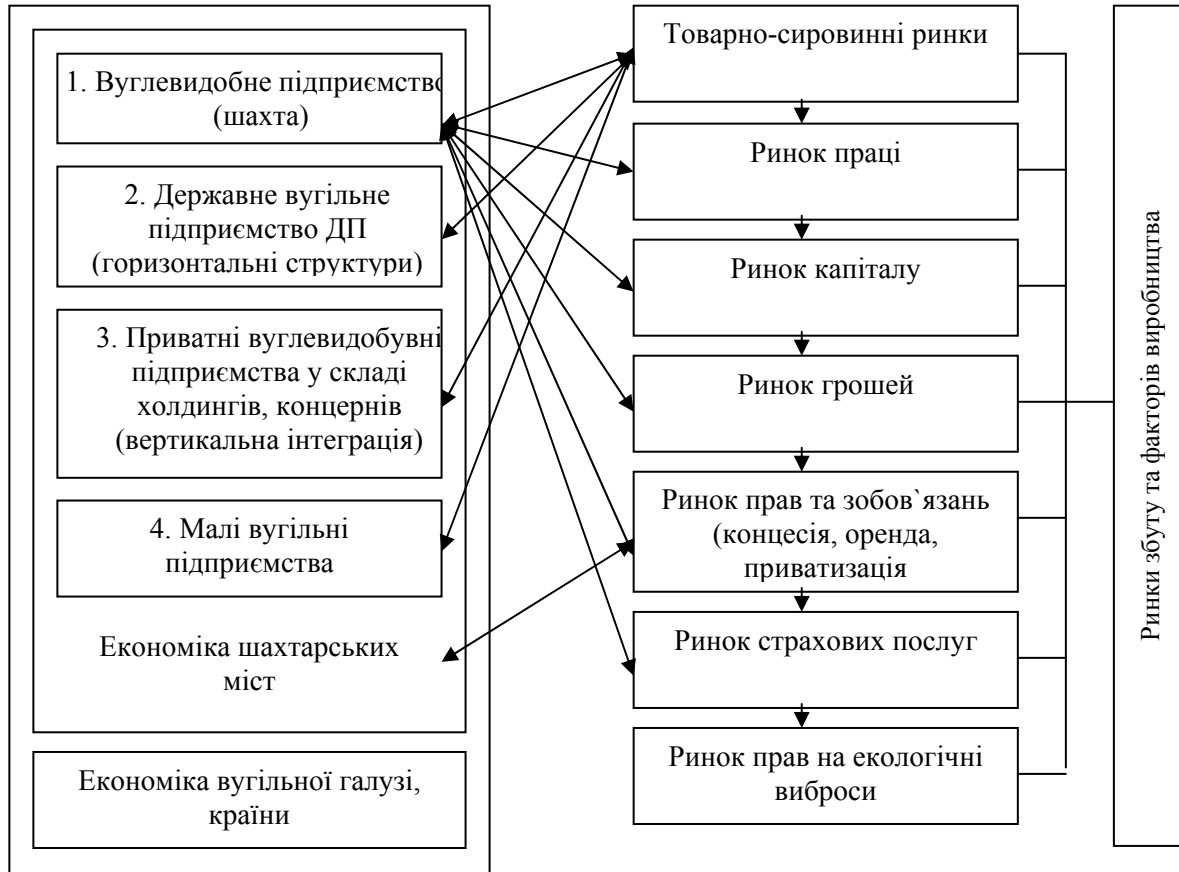 1. Вуглевидобне підприємство
(шахта)
2. Державне вугільне
підприємство ДП
(горизонтальні структури)
3. Приватні вуглевидобувні
підприємства у складі
холдингів, концернів
(вертикальна інтеграція)
4. Малі вугільні
підприємства
Економіка шахтарських
міст
Економіка вугільної галузі,
країни
Товарно-сировинні ринки
Ринок праці
Ринок капіталу
Ринок грошей
Ринок прав та зобов`язань
(концесія, оренда,
приватизація
Ринок страхових послуг
Ринок прав на екологічні
виброси
Ринки збуту та факторів виробництва